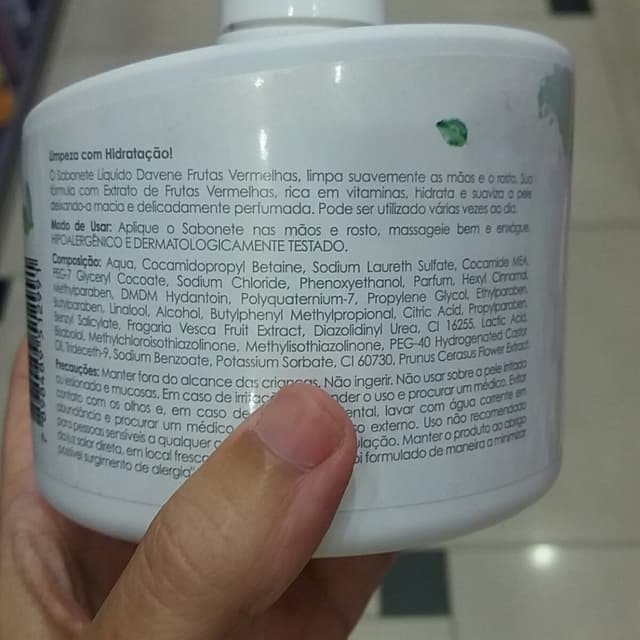 Limpeza com Hidratação!
O Sabonete Líquido Davene Frutas Vermelhas, limpa suavemente as mãos e o rosto. Sua
fórmula com Extrato de Frutas Vermelhas, rica em vitaminas, hidrata e suaviza a pele
deixando-a macia e delicadamente perfumada. Pode ser utilizado várias vezes ao dia.
Modo de Usar: Aplique o Sabonete nas mãos e rosto, massageie bem e enxágue.
HIPOALERGÊNICO E DERMATOLOGICAMENTE TESTADO.
Composição: Aqua, Cocamidopropyl Betaine, Sodium Laureth Sulfate, Cocamide MEA,
PEG-7 Glyceryl Cocoate, Sodium Chloride, Phenoxyethanol, Parfum, Hexyl Cinnamal,
Methylparaben, DMDM Hydantoin, Polyquaternium-7, Propylene Glycol, Ethylparaben,
Butylparaben, Linalool, Alcohol, Butylphenyl Methylpropional, Citric Acid, Propylparaben,
Benzyl Salicylate, Fragaria Vesca Fruit Extract, Diazolidinyl Urea, CI 16255, Lactic Acid,
Bisabolol, Methylchloroisothiazolinone, Methylisothiazolinone, PEG-40 Hydrogenated Castor
Oil, Trideceth-9, Sodium Benzoate, Potassium Sorbate, CI 60730, Prunus Cerasus Flower Extract.
Precauções: Manter fora do alcance das crianças. Não ingerir. Não usar sobre a pele irritada
ou lesionada e mucosas. Em caso de nder o uso e procurar um médico. Evitar
contato com os olhos e, em caso de ental, lavar com água corrente em
abundância e procurar um médico. so externo. Uso não recomendado
para pessoas sensíveis a qualquer c ulação. Manter o produto ao abrigo
da luz solar direta, em local fresco oi formulado de maneira a minimizar
possível surgimento de alergia"